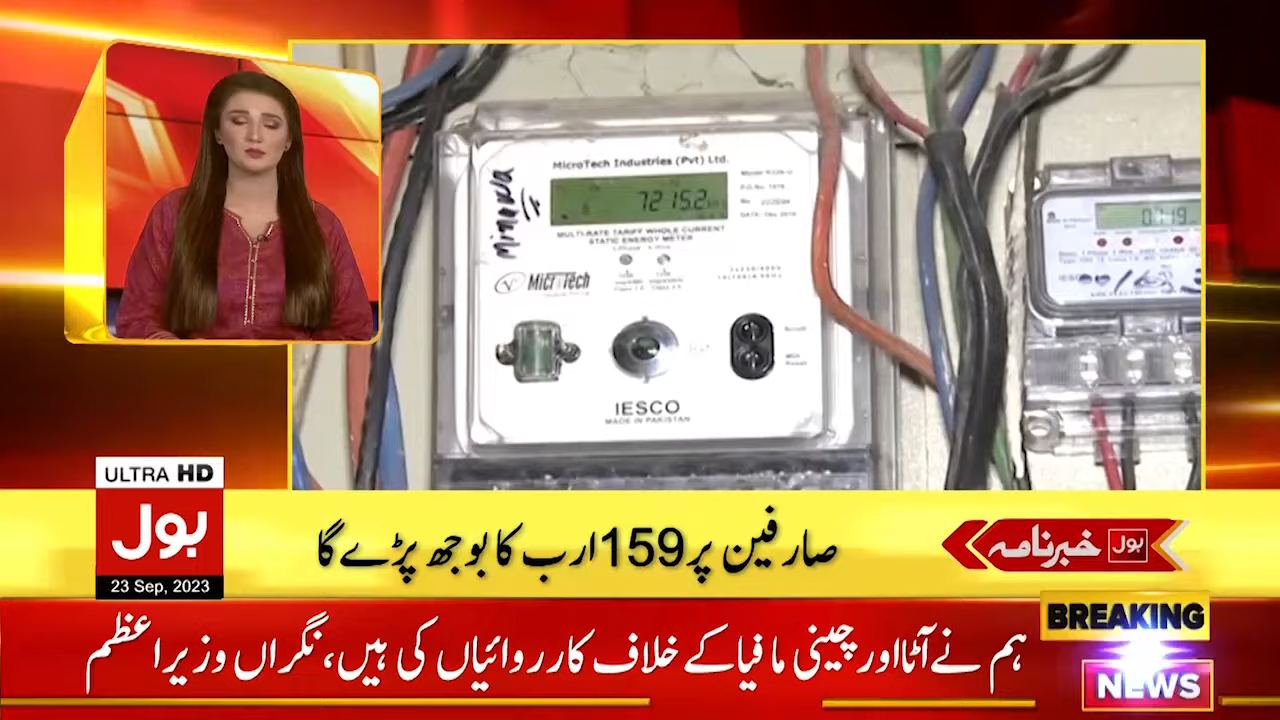 MicroTech Industries (Pvt) Ltd.
7215.2
MULTI-RATE TARIFF WHOLE CURRENT
STATIC ENERGY METER
MicroTech
IESCO
MADE IN PAKISTAN
ULTRA HD
بول
23 Sep, 2023
صارفین پر 159 ارب کا بوجھ پڑے گا
بول خبرنامہ
ہم نے آٹا اور چینی مافیا کے خلاف کارروائیاں کی ہیں، نگراں وزیراعظم
BREAKING
NEWS